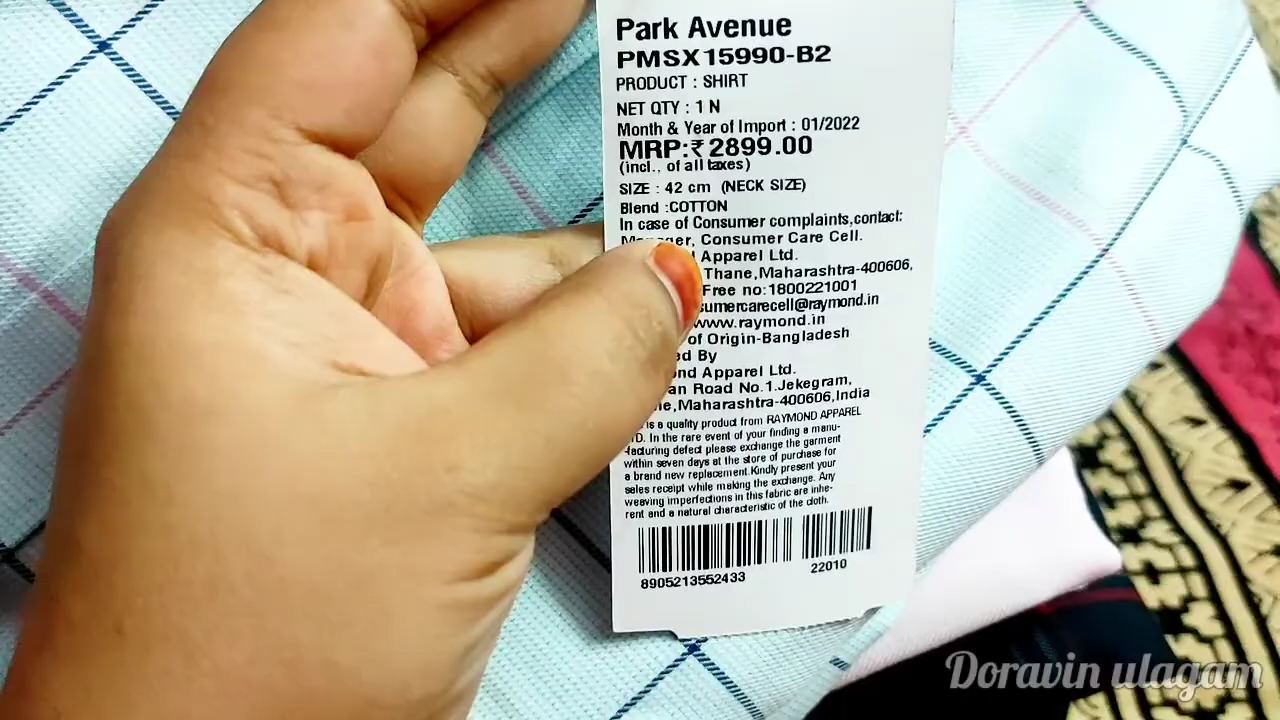 Park Avenue
PMSX15990-B2
PRODUCT : SHIRT
NET QTY : 1 N
Month & Year of Import : 01/2022
MRP:₹2899.00
(incl., of all taxes)
SIZE : 42 cm (NECK SIZE)
Blend :COTTON
In case of Consumer complaints,contact:
Consumer Care Cell.
Apparel Ltd.
Thane,Maharashtra-400606,
Free no:1800221001
sumercarecell@raymond.in
www.raymond.in
of Origin-Bangladesh
ed By
nd Apparel Ltd.
an Road No.1.Jekegram,
e,Maharashtra-400606,India
is a quality product from RAYMOND APPAREL
TD. In the rare event of your finding a manu-
facturing defect please exchange the garment
within seven days at the store of purchase for
a brand new replacement.Kindly present your
sales receipt while making the exchange. Any
weaving imperfections in this fabric are inhe-
rent and a natural characteristic of the cloth.
8905213552433
22010
Doravin ulagam